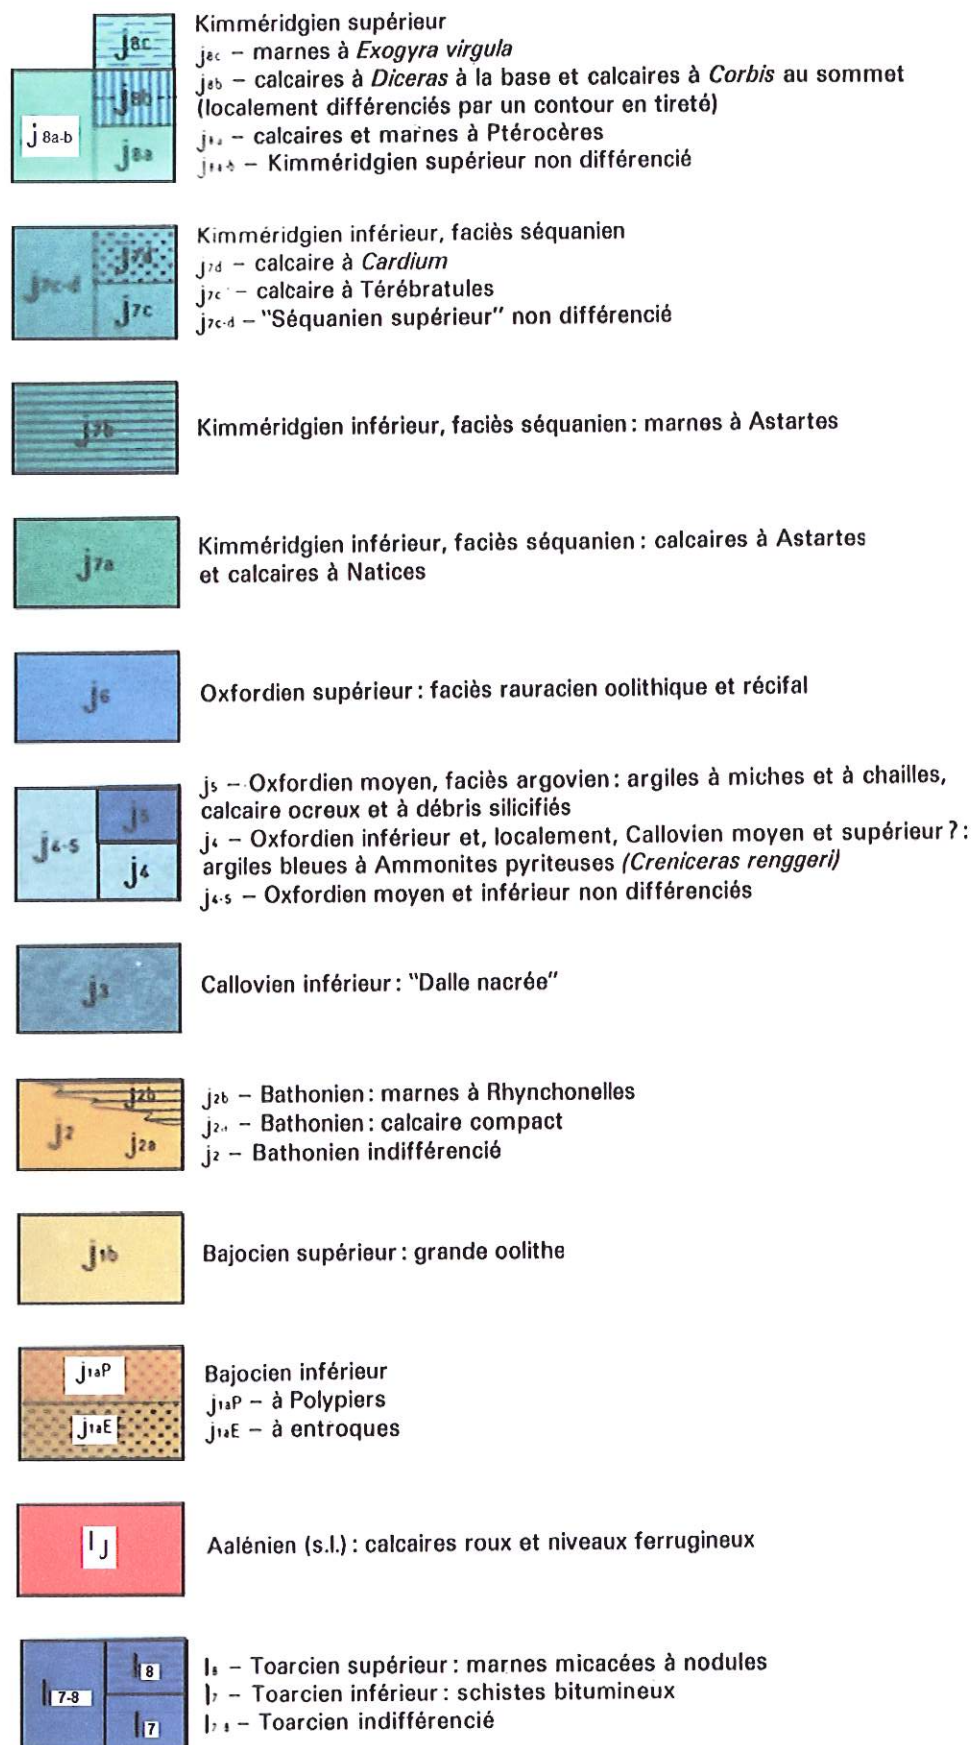 j8c
j8b
j8a-b
j8a
Kimméridgien supérieur
j8c – marnes à Exogyra virgula
j8b – calcaires à Diceras à la base et calcaires à Corbis au sommet
(localement différenciés par un contour en tireté)
j8a – calcaires et marnes à Ptérocères
j8a-b – Kimméridgien supérieur non différencié
j7d
j7c-d
j7c
Kimméridgien inférieur, faciès séquanien
j7d – calcaire à Cardium
j7c – calcaire à Térébratules
j7c-d – "Séquanien supérieur" non différencié
j7b
Kimméridgien inférieur, faciès séquanien : marnes à Astartes
j7a
Kimméridgien inférieur, faciès séquanien : calcaires à Astartes
et calcaires à Natices
j6
Oxfordien supérieur : faciès rauracien oolithique et récifal
j5
j4-5
j4
j5 – Oxfordien moyen, faciès argovien : argiles à miches et à chailles,
calcaire ocreux et à débris silicifiés
j4 – Oxfordien inférieur et, localement, Callovien moyen et supérieur ? :
argiles bleues à Ammonites pyriteuses (Creniceras renggeri)
j4-5 – Oxfordien moyen et inférieur non différenciés
j3
Callovien inférieur : "Dalle nacrée"
j2b
j2
j2a
j2b – Bathonien : marnes à Rhynchonelles
j2a – Bathonien : calcaire compact
j2 – Bathonien indifférencié
j1b
Bajocien supérieur : grande oolithe
j1aP
j1aE
Bajocien inférieur
j1aP – à Polypiers
j1aE – à entroques
lJ
Aalénien (s.l.) : calcaires roux et niveaux ferrugineux
l8
l7-8
l7
l8 – Toarcien supérieur : marnes micacées à nodules
l7 – Toarcien inférieur : schistes bitumineux
l7-8 – Toarcien indifférencié